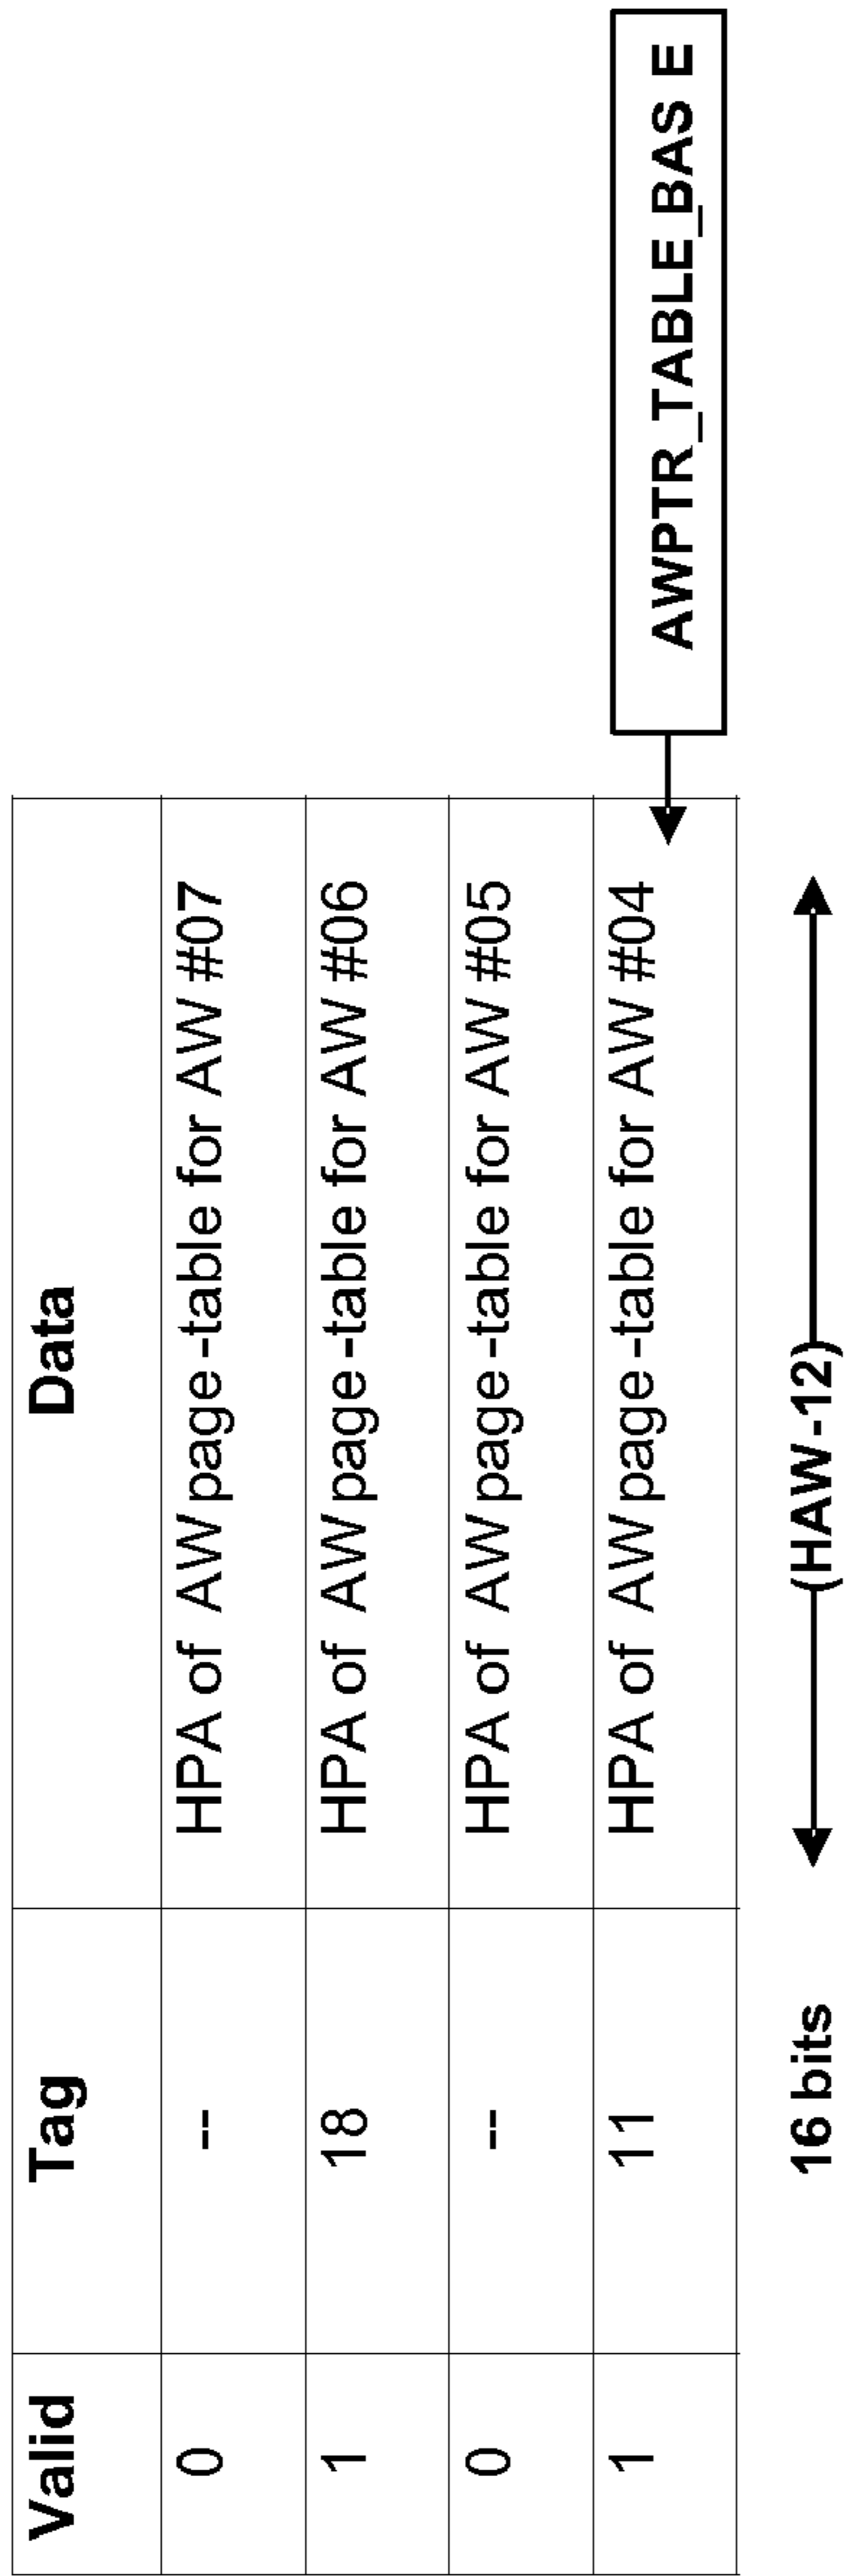 Valid Tag Data
0 -- HPA of AW page-table for AW #07
1 18 HPA of AW page-table for AW #06
0 -- HPA of AW page-table for AW #05
1 11 HPA of AW page-table for AW #04
AWPTR_TABLE_BAS E
16 bits (HAW-12)